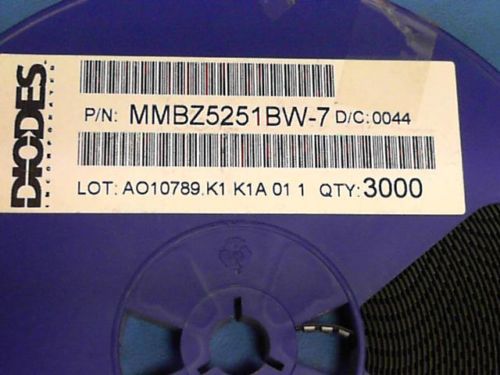 DIODES
INCORPORATED
P/N: MMBZ5251BW-7 D/C:0044
LOT: AO10789.K1 K1A 01 1 QTY:3000